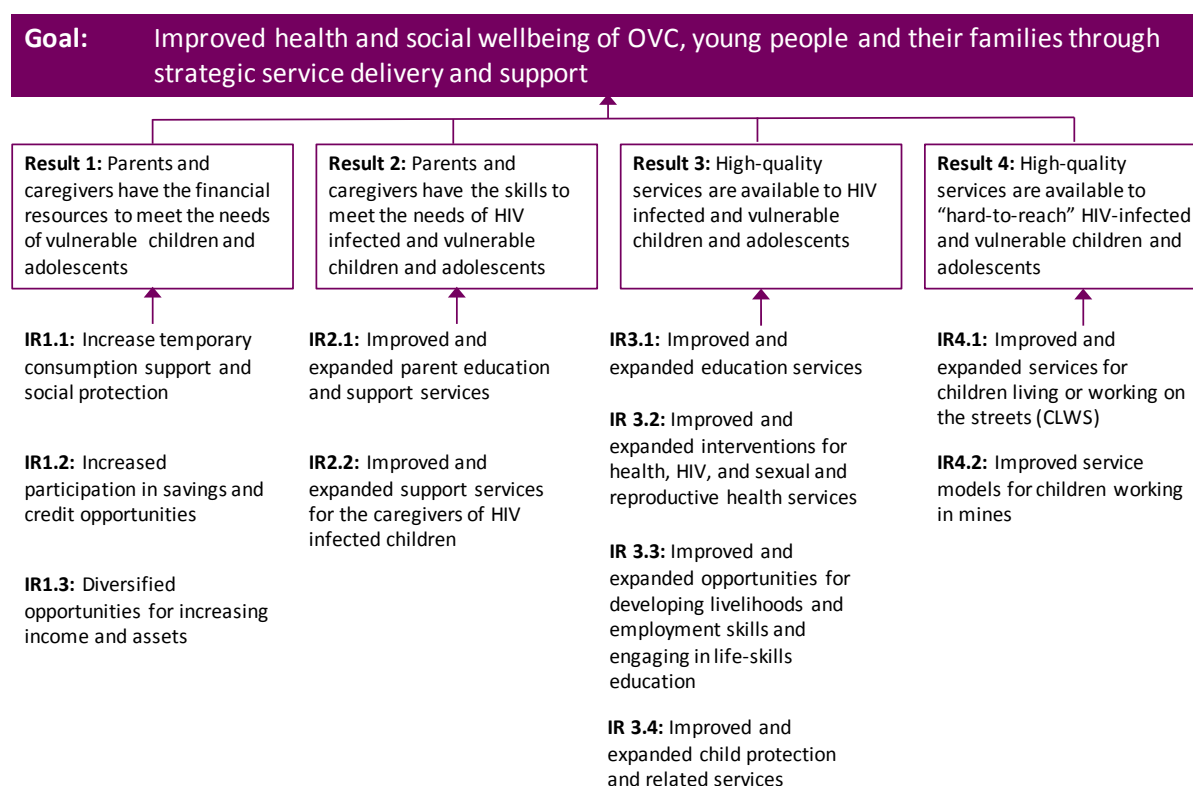 Goal: Improved health and social wellbeing of OVC, young people and their families through
strategic service delivery and support
Result 1: Parents and
caregivers have the financial
resources to meet the needs
of vulnerable children and
adolescents
IR1.1: Increase temporary
consumption support and
social protection
IR1.2: Increased
participation in savings and
credit opportunities
IR1.3: Diversified
opportunities for increasing
income and assets
Result 2: Parents and
caregivers have the skills to
meet the needs of HIV
infected and vulnerable
children and adolescents
IR2.1: Improved and
expanded parent education
and support services
IR2.2: Improved and
expanded support services
for the caregivers of HIV
infected children
Result 3: High-quality
services are available to HIV
infected and vulnerable
children and adolescents
IR3.1: Improved and
expanded education services
IR 3.2: Improved and
expanded interventions for
health, HIV, and sexual and
reproductive health services
IR 3.3: Improved and
expanded opportunities for
developing livelihoods and
employment skills and
engaging in life-skills
education
IR 3.4: Improved and
expanded child protection
and related services
Result 4: High-quality
services are available to
“hard-to-reach” HIV-infected
and vulnerable children and
adolescents
IR4.1: Improved and
expanded services for
children living or working on
the streets (CLWS)
IR4.2: Improved service
models for children working
in mines